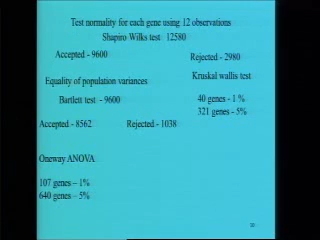 Test normality for each gene using 12 observations
Shapiro Wilks test 12580
Accepted - 9600
Rejected - 2980
Equality of population variances
Kruskal wallis test
Bartlett test - 9600
40 genes - 1 %
321 genes - 5%
Accepted - 8562
Rejected - 1038
Oneway ANOVA
107 genes – 1%
640 genes – 5%